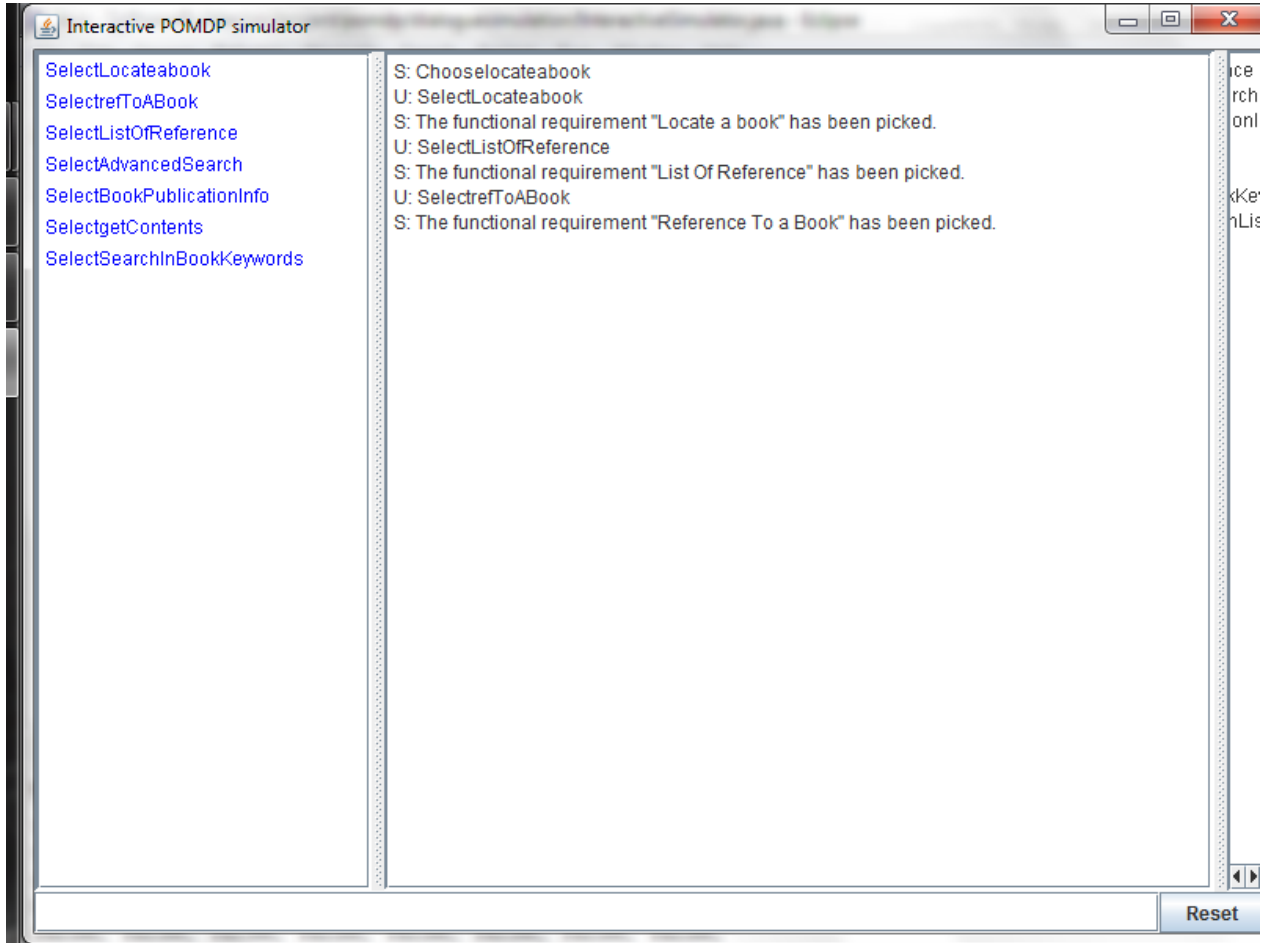 Interactive POMDP simulator
SelectLocateabook
SelectrefToABook
SelectListOfReference
SelectAdvancedSearch
SelectBookPublicationInfo
SelectgetContents
SelectSearchInBookKeywords
S: Chooselocateabook
U: SelectLocateabook
S: The functional requirement "Locate a book" has been picked.
U: SelectListOfReference
S: The functional requirement "List Of Reference" has been picked.
U: SelectrefToABook
S: The functional requirement "Reference To a Book" has been picked.
Reset